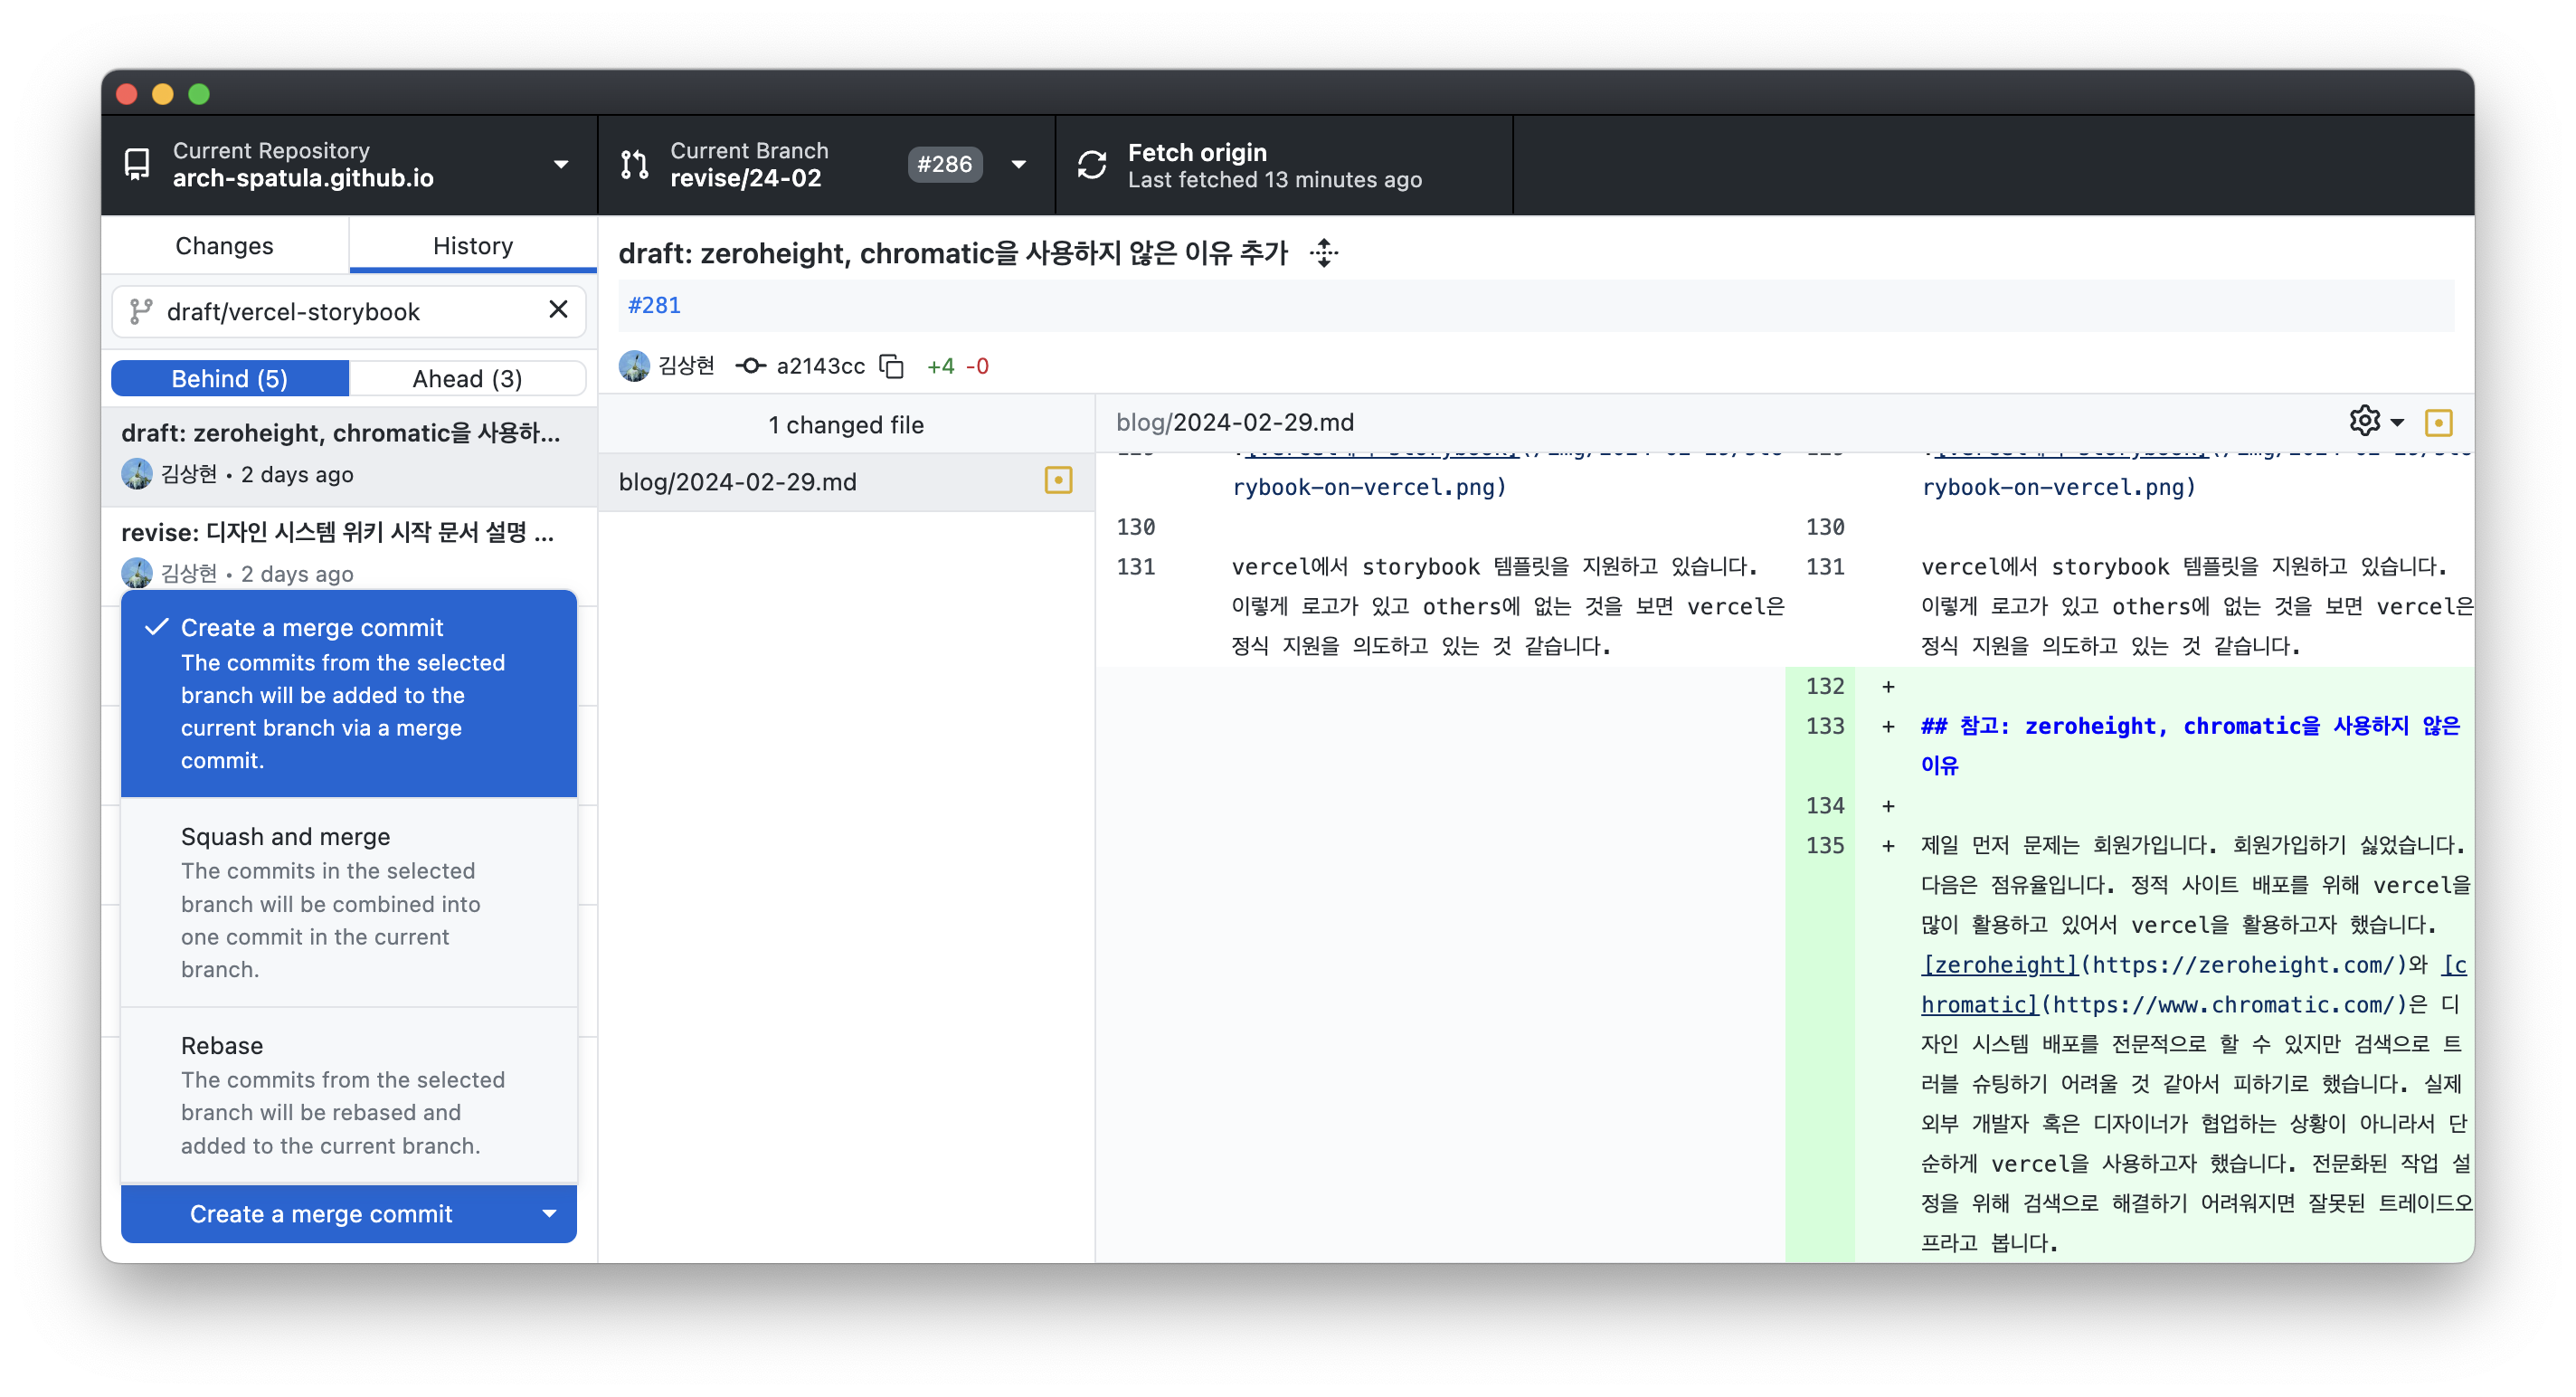 Current Repository
arch-spatula.github.io
Current Branch
revise/24-02
#286
Fetch origin
Last fetched 13 minutes ago
Changes
History
draft/vercel-storybook
Behind (5)
Ahead (3)
draft: zeroheight, chromatic을 사용하...
김상현 • 2 days ago
revise: 디자인 시스템 위키 시작 문서 설명 ...
김상현 • 2 days ago
Create a merge commit
The commits from the selected
branch will be added to the
current branch via a merge
commit.
Squash and merge
The commits in the selected
branch will be combined into
one commit in the current
branch.
Rebase
The commits from the selected
branch will be rebased and
added to the current branch.
Create a merge commit
draft: zeroheight, chromatic을 사용하지 않은 이유 추가
#281
김상현 a2143cc +4 -0
1 changed file
blog/2024-02-29.md
blog/2024-02-29.md
rybook-on-vercel.png)
130
131 vercel에서 storybook 템플릿을 지원하고 있습니다.
이렇게 로고가 있고 others에 없는 것을 보면 vercel은
정식 지원을 의도하고 있는 것 같습니다.
rybook-on-vercel.png)
130
131 vercel에서 storybook 템플릿을 지원하고 있습니다.
이렇게 로고가 있고 others에 없는 것을 보면 vercel은
정식 지원을 의도하고 있는 것 같습니다.
132 +
133 + ## 참고: zeroheight, chromatic을 사용하지 않은
이유
134 +
135 + 제일 먼저 문제는 회원가입니다. 회원가입하기 싫었습니다.
다음은 점유율입니다. 정적 사이트 배포를 위해 vercel을
많이 활용하고 있어서 vercel을 활용하고자 했습니다.
[zeroheight](https://zeroheight.com/)와 [c
hromatic](https://www.chromatic.com/)은 디
자인 시스템 배포를 전문적으로 할 수 있지만 검색으로 트
러블 슈팅하기 어려울 것 같아서 피하기로 했습니다. 실제
외부 개발자 혹은 디자이너가 협업하는 상황이 아니라서 단
순하게 vercel을 사용하고자 했습니다. 전문화된 작업 설
정을 위해 검색으로 해결하기 어려워지면 잘못된 트레이드오
프라고 봅니다.